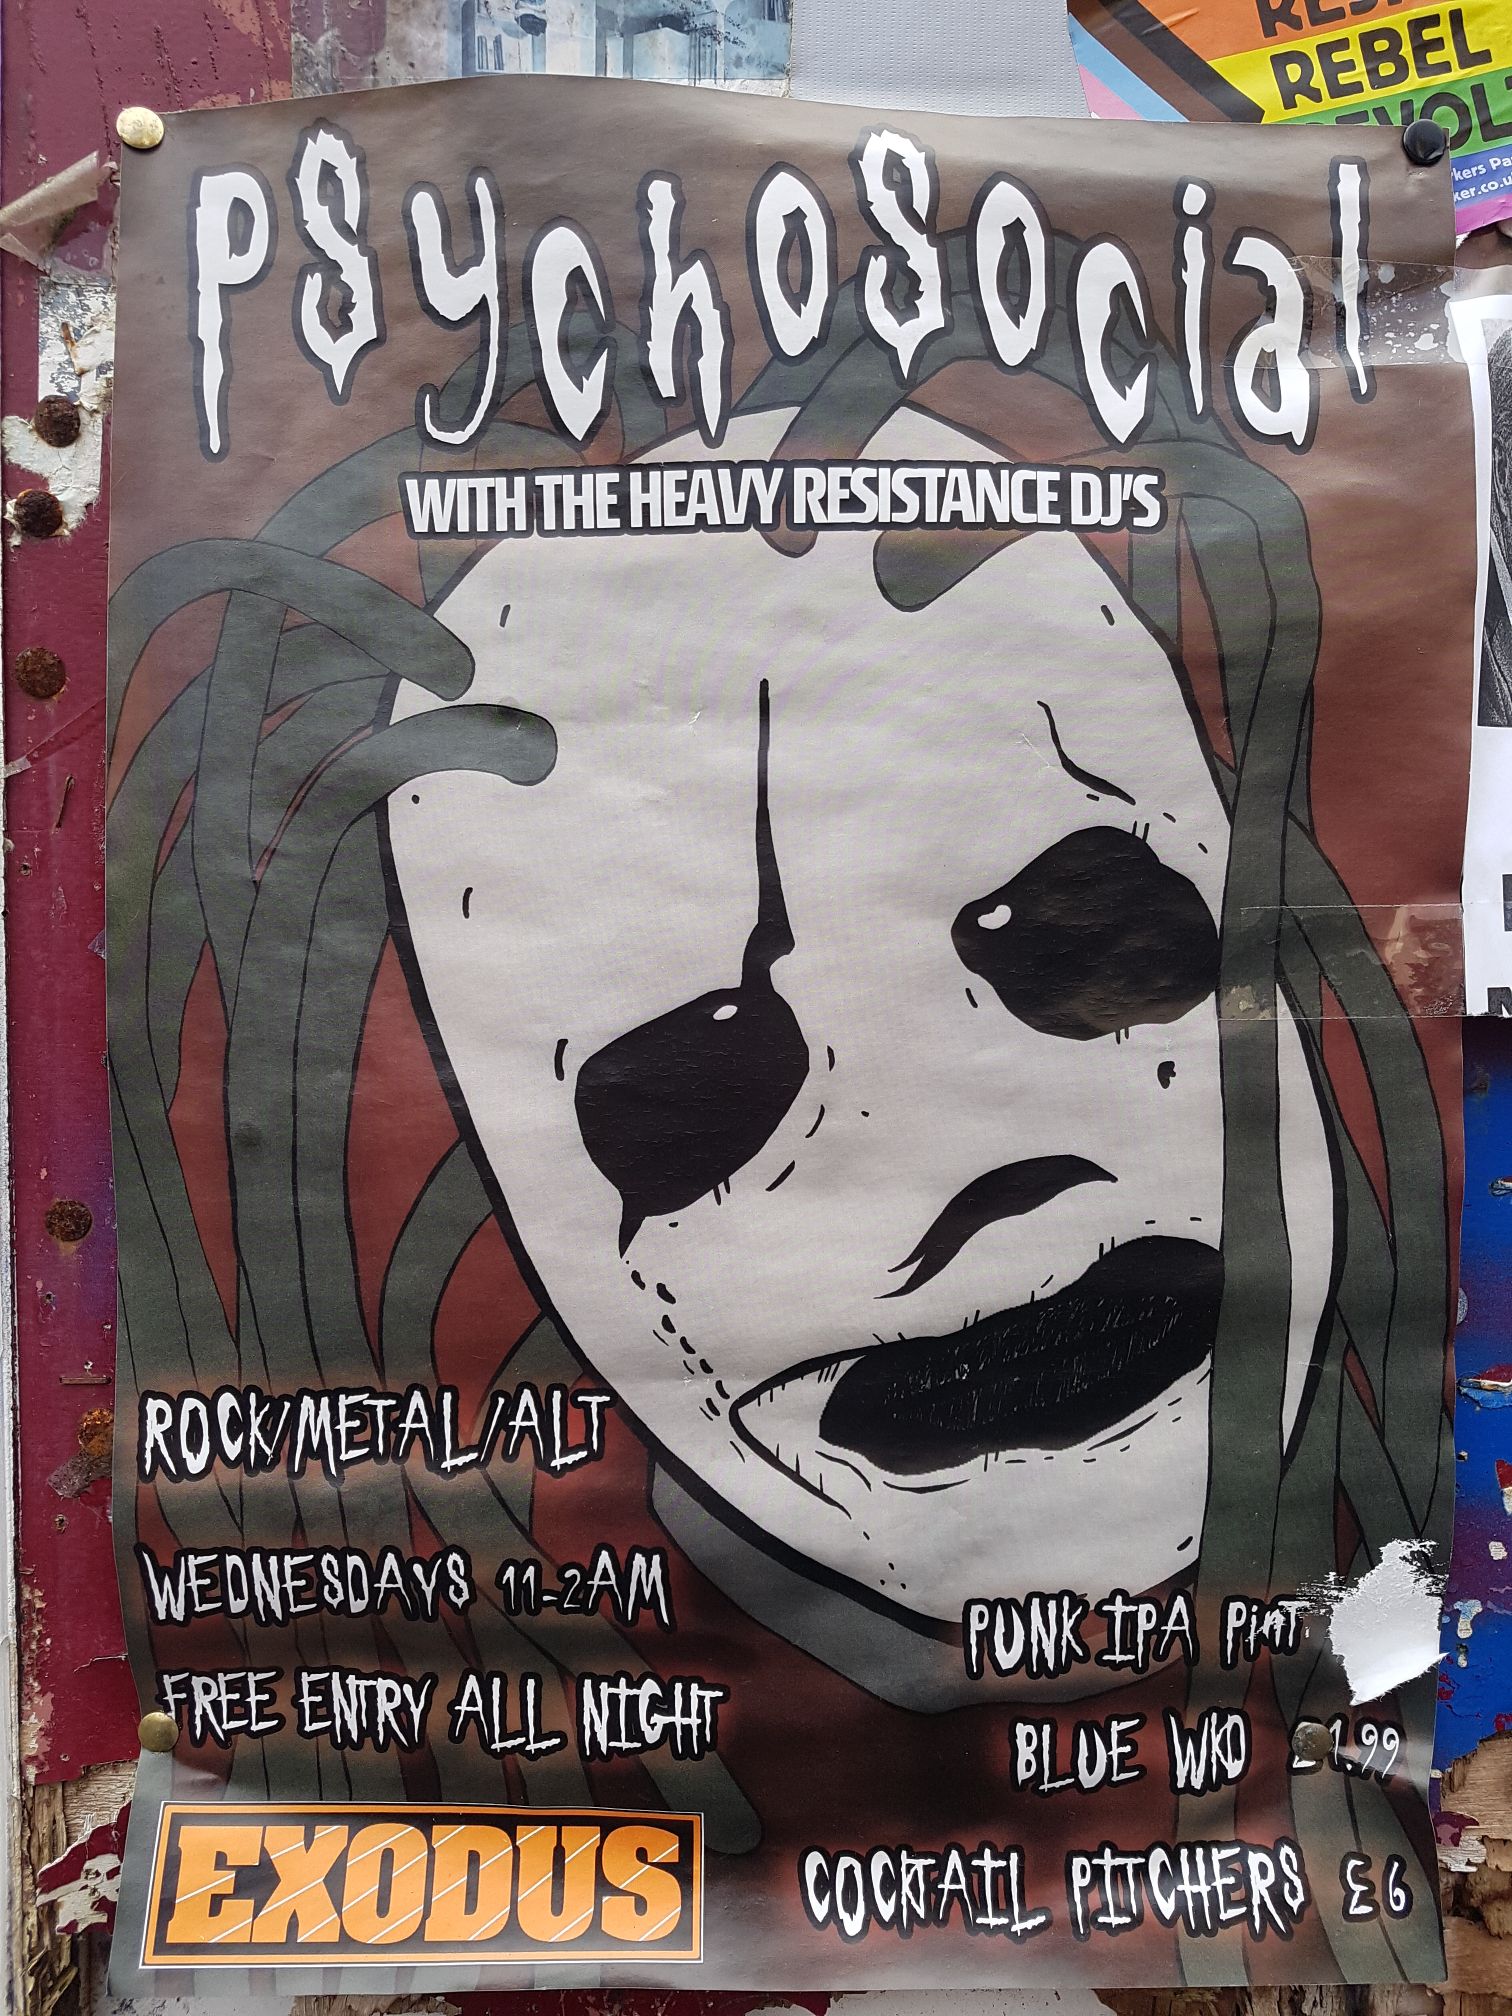 REBEL
PSychoSocial
WITH THE HEAVY RESISTANCE DJ'S
ROCK/METAL/ALT
WEDNESDAYS 11-2AM
FREE ENTRY ALL NIGHT
PUNK IPA PinT
BLUE WKD £1.99
COCKTAIL PITCHERS £6
EXODUS